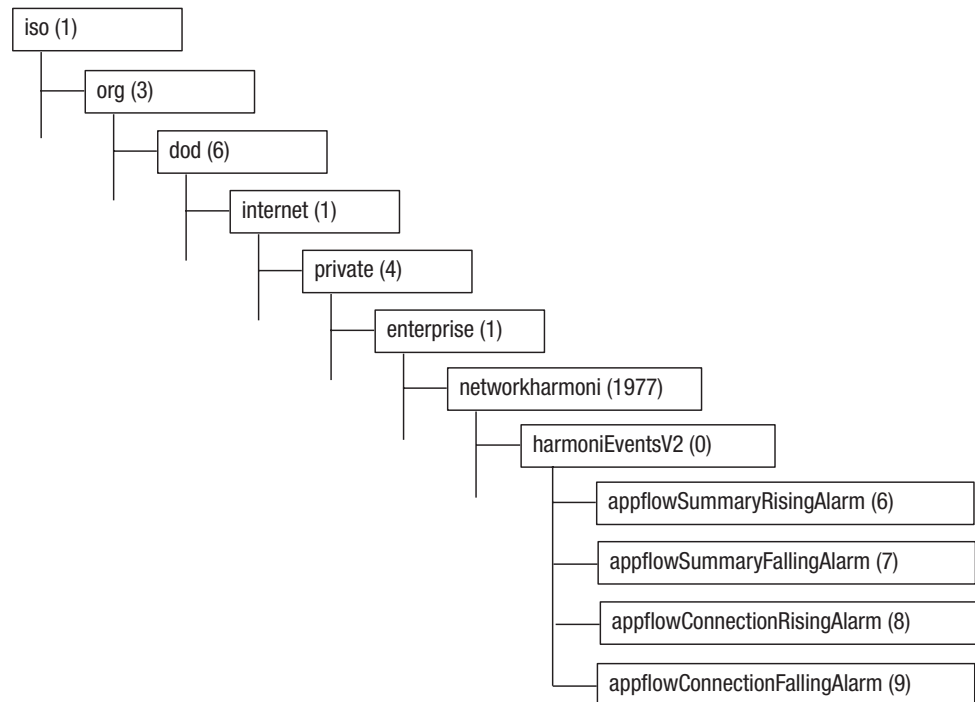 iso (1)
org (3)
dod (6)
internet (1)
private (4)
enterprise (1)
networkharmoni (1977)
harmoniEventsV2 (0)
appflowSummaryRisingAlarm (6)
appflowSummaryFallingAlarm (7)
appflowConnectionRisingAlarm (8)
appflowConnectionFallingAlarm (9)